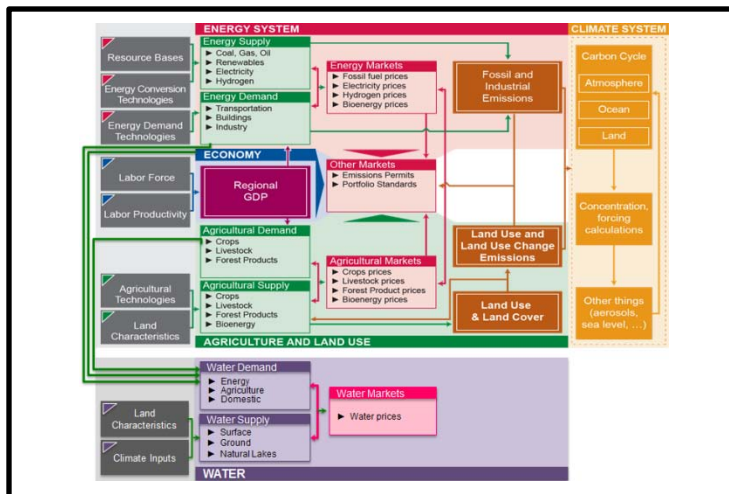 ENERGY SYSTEM
CLIMATE SYSTEM
Resource Bases
Energy Conversion
Technologies
Energy Demand
Technologies
Energy Supply
► Coal, Gas, Oil
► Renewables
► Electricity
► Hydrogen
Energy Demand
► Transportation
► Buildings
► Industry
Energy Markets
► Fossil fuel prices
► Electricity prices
► Hydrogen prices
► Bioenergy prices
Fossil and
Industrial
Emissions
Carbon Cycle
Atmosphere
Ocean
Land
ECONOMY
Labor Force
Labor Productivity
Regional
GDP
Other Markets
► Emissions Permits
► Portfolio Standards
Concentration,
forcing
calculations
Agricultural Demand
► Crops
► Livestock
► Forest Products
Agricultural Supply
► Crops
► Livestock
► Forest Products
► Bioenergy
Agricultural Markets
► Crops prices
► Livestock prices
► Forest Product prices
► Bioenergy prices
Land Use and
Land Use Change
Emissions
Land Use
& Land Cover
Agricultural
Technologies
Land
Characteristics
Other things
(aerosols,
sea level, …)
AGRICULTURE AND LAND USE
Water Demand
► Energy
► Agriculture
► Domestic
Water Supply
► Surface
► Ground
► Natural Lakes
Water Markets
► Water prices
Land
Characteristics
Climate Inputs
WATER